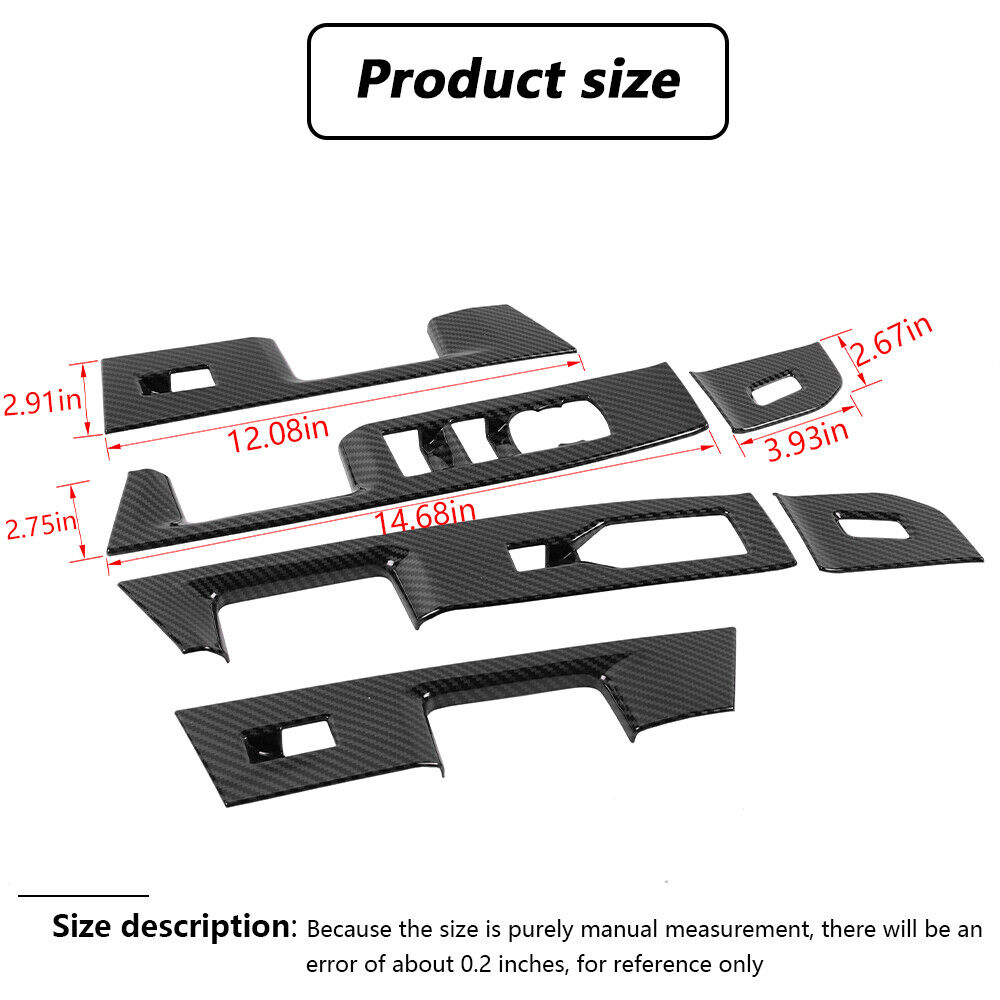 Product size
2.91in
12.08in
2.67in
3.93in
2.75in
14.68in
Size description: Because the size is purely manual measurement, there will be an
error of about 0.2 inches, for reference only